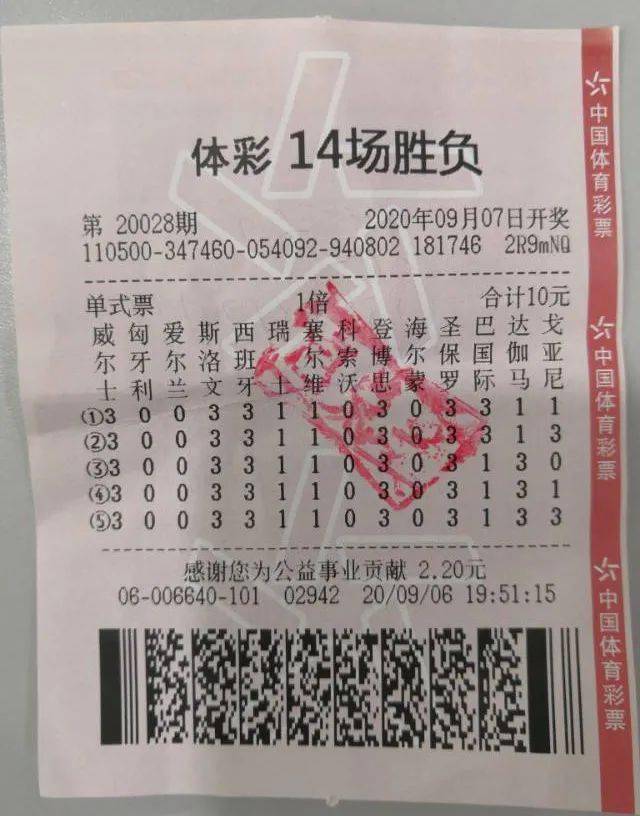 体彩 14场胜负
第 20028期 2020年09月07日开奖
110500-347460-054092-940802 181746 2R9mNQ
单式票 1倍 合计10元
威尔士 匈牙利 爱尔兰 斯洛文 西班牙 瑞士 塞尔维 科索沃 登博思 海尔蒙 圣保罗 巴国际 达伽马 戈亚尼
①3 0 0 3 3 1 1 0 3 0 3 3 1 1
②3 0 0 3 3 1 1 0 3 0 3 3 1 3
③3 0 0 3 3 1 1 0 3 0 3 1 3 0
④3 0 0 3 3 1 1 0 3 0 3 1 3 1
⑤3 0 0 3 3 1 1 0 3 0 3 1 3 3
感谢您为公益事业贡献 2.20元
06-006640-101 02942 20/09/06 19:51:15
中国体育彩票
中国体育彩票
中国体育彩票